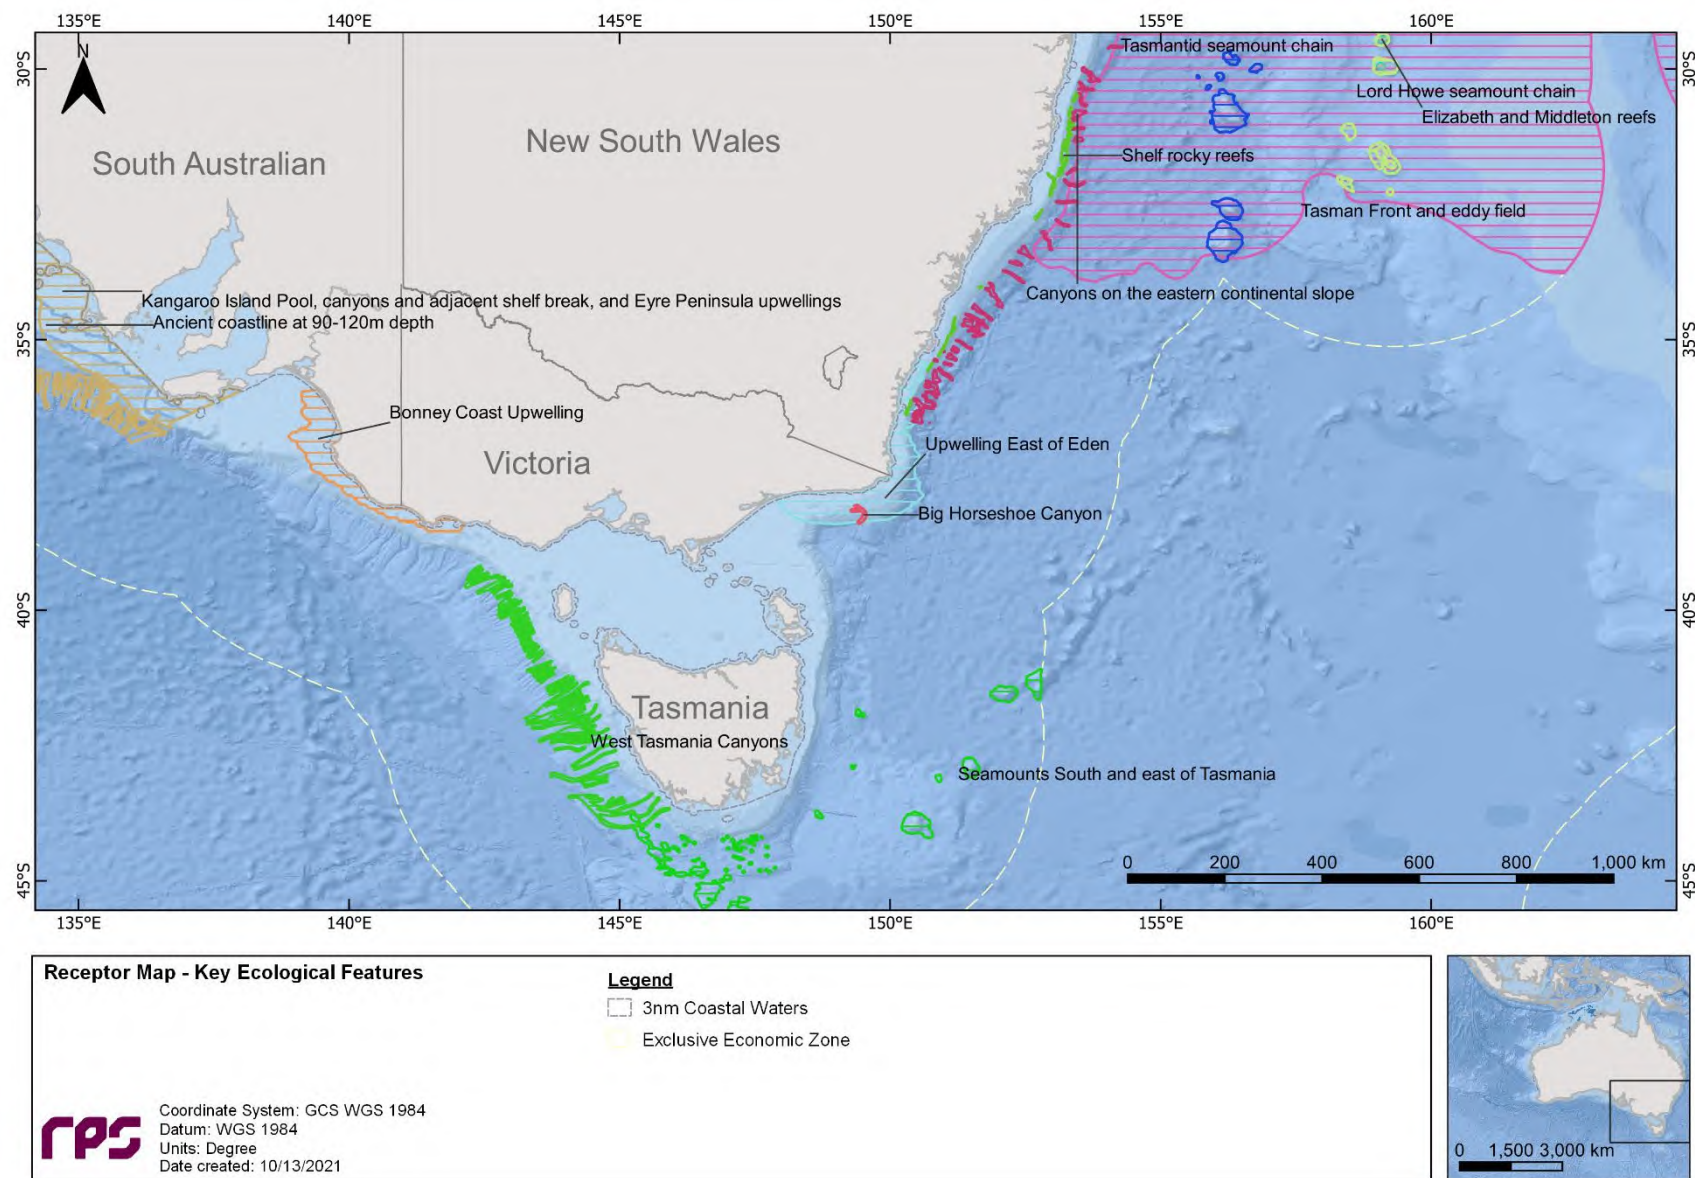 135°E 140°E 145°E 150°E 155°E 160°E
N
30°S
30°S
Tasmantid seamount chain
Lord Howe seamount chain
Elizabeth and Middleton reefs
New South Wales
South Australian
Shelf rocky reefs
Tasman Front and eddy field
Canyons on the eastern continental slope
Kangaroo Island Pool, canyons and adjacent shelf break, and Eyre Peninsula upwellings
Ancient coastline at 90-120m depth
35°S
35°S
Bonney Coast Upwelling
Upwelling East of Eden
Victoria
Big Horseshoe Canyon
40°S
40°S
Tasmania
West Tasmania Canyons
Seamounts South and east of Tasmania
0 200 400 600 800 1,000 km
45°S
45°S
135°E 140°E 145°E 150°E 155°E 160°E
Receptor Map - Key Ecological Features
Legend
3nm Coastal Waters
Exclusive Economic Zone
rps
Coordinate System: GCS WGS 1984
Datum: WGS 1984
Units: Degree
Date created: 10/13/2021
0 1,500 3,000 km